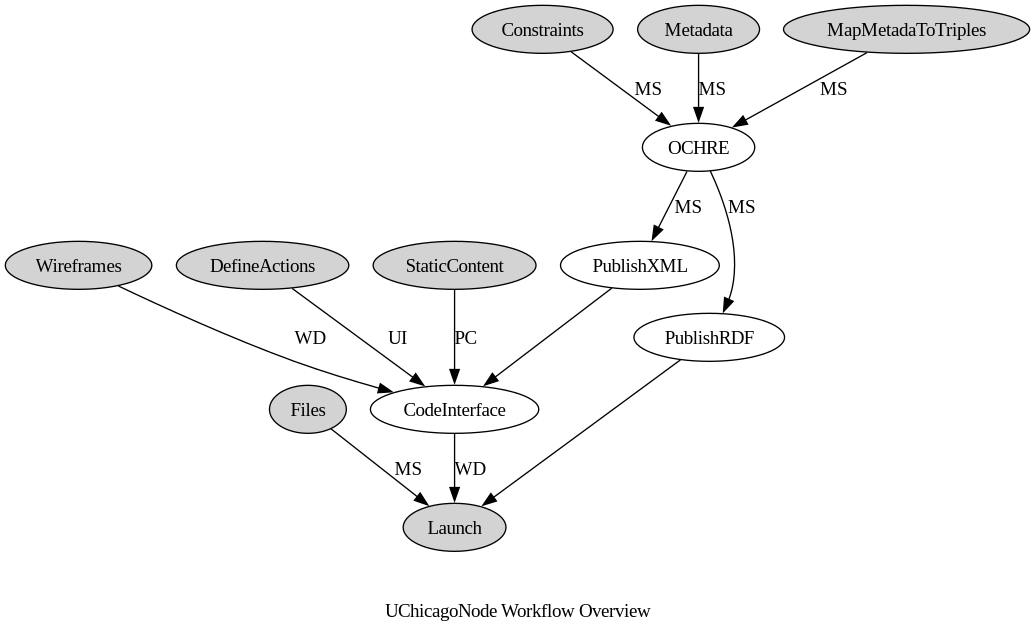 Constraints
Metadata
MapMetadaToTriples
MS
MS
MS
OCHRE
MS
MS
Wireframes
DefineActions
StaticContent
PublishXML
WD
UI
PC
PublishRDF
Files
CodeInterface
MS
WD
Launch
UChicagoNode Workflow Overview